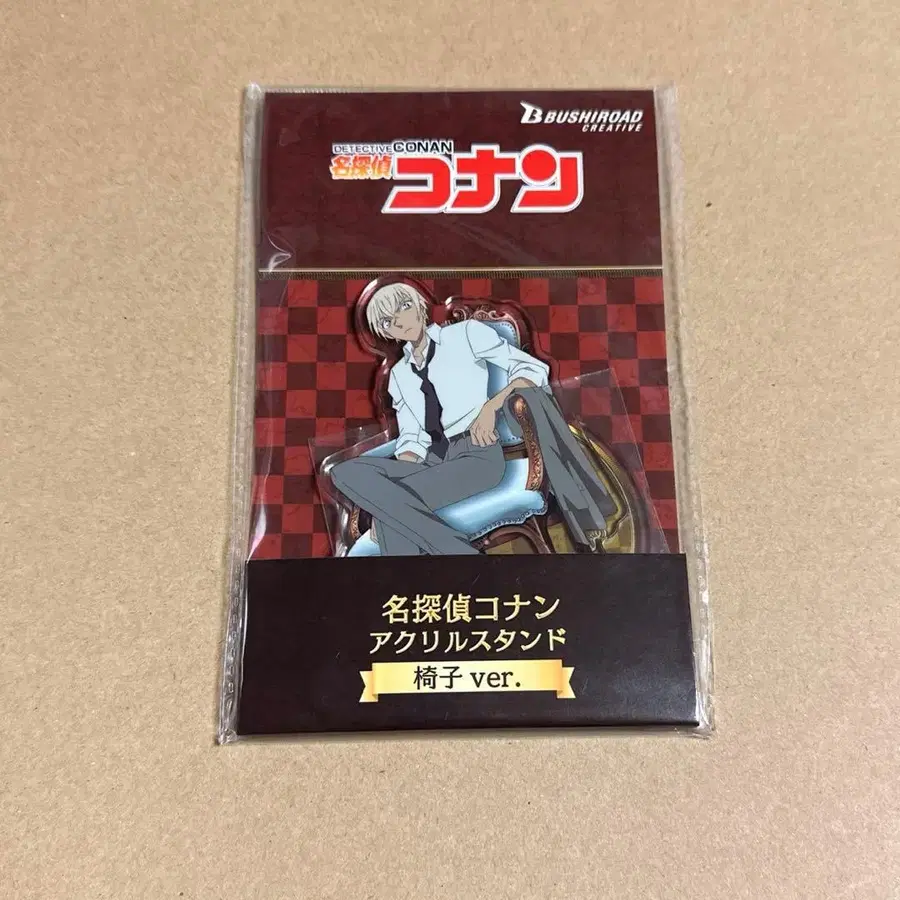 BUSHIROAD
CREATIVE
DETECTIVE CONAN
名探偵
コナン
名探偵コナン
アクリルスタンド
椅子 ver.